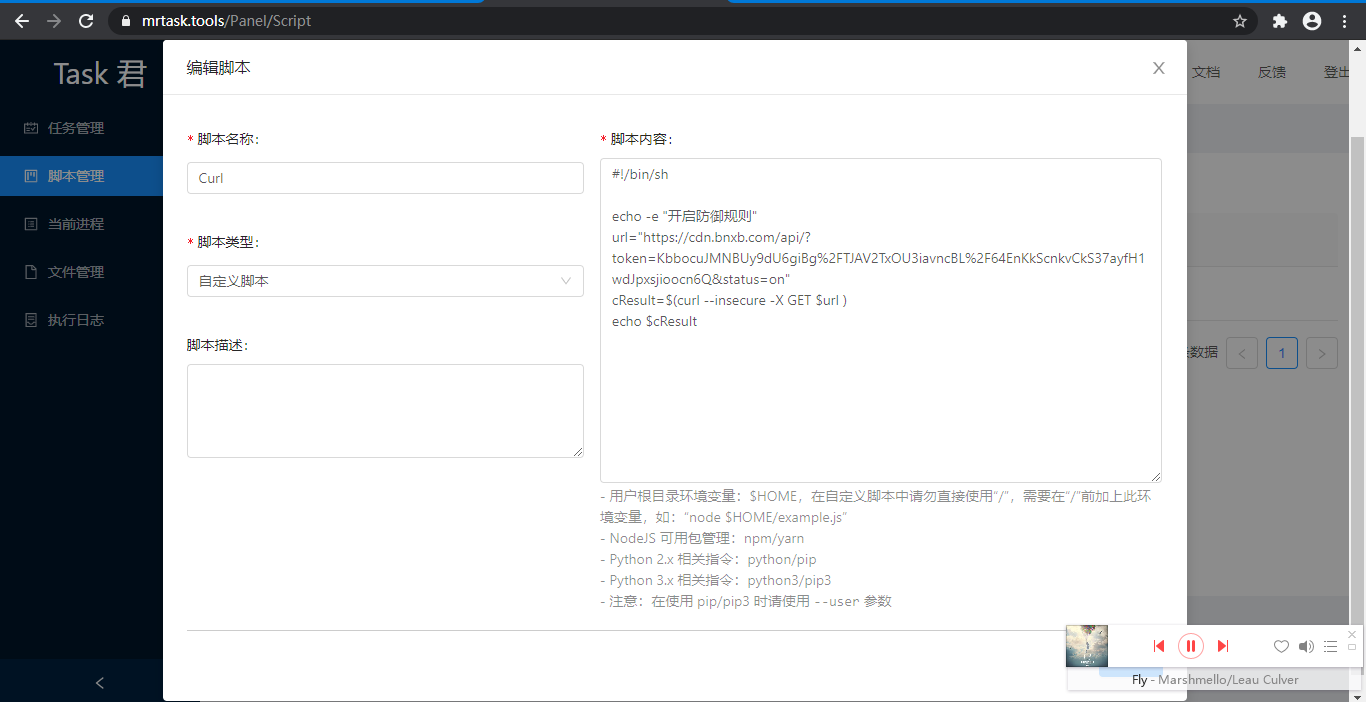 mrtask.tools/Panel/Script
Task 君
任务管理
脚本管理
当前进程
文件管理
执行日志
编辑脚本
文档
反馈
登出
* 脚本名称：
Curl
* 脚本类型：
自定义脚本
脚本描述：
* 脚本内容：
#!/bin/sh
echo -e "开启防御规则"
url="https://cdn.bnxb.com/api/?
token=KbbocuJMNBUy9dU6giBg%2FTJAV2TxOU3iavncBL%2F64EnKkScnkvCkS37ayfH1
wdJpxsjioocn6Q&status=on"
cResult=$(curl --insecure -X GET $url )
echo $cResult
- 用户根目录环境变量：$HOME，在自定义脚本中请勿直接使用“/”，需要在“/”前加上此环
境变量，如：“node $HOME/example.js”
- NodeJS 可用包管理：npm/yarn
- Python 2.x 相关指令：python/pip
- Python 3.x 相关指令：python3/pip3
- 注意：在使用 pip/pip3 时请使用 --user 参数
数据
1
Fly - Marshmello/Leau Culver